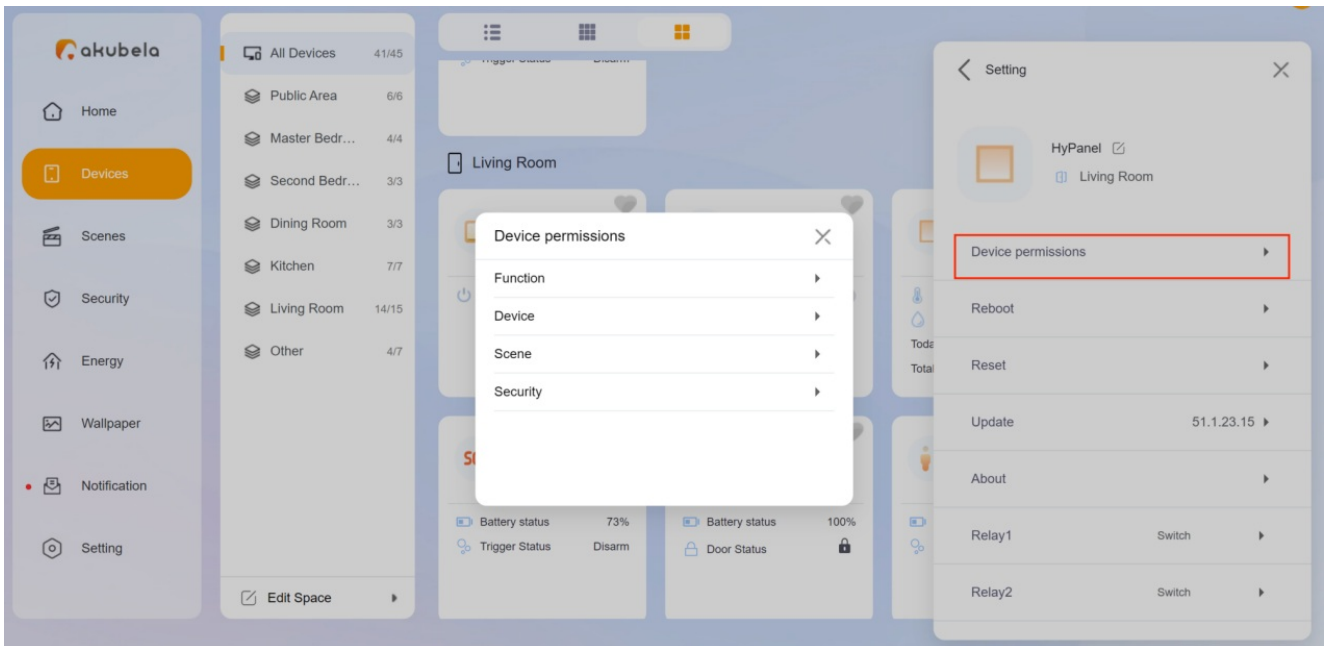 akubela
Home
Devices
Scenes
Security
Energy
Wallpaper
Notification
Setting
All Devices 41/45
Public Area 6/6
Master Bedr... 4/4
Second Bedr... 3/3
Dining Room 3/3
Kitchen 7/7
Living Room 14/15
Other 4/7
Edit Space
Trigger Status Disarm
Living Room
Device permissions
Function
Device
Scene
Security
Battery status 73%
Trigger Status Disarm
Battery status 100%
Door Status
Toda
Total
Setting
HyPanel
Living Room
Device permissions
Reboot
Reset
Update 51.1.23.15
About
Relay1 Switch
Relay2 Switch